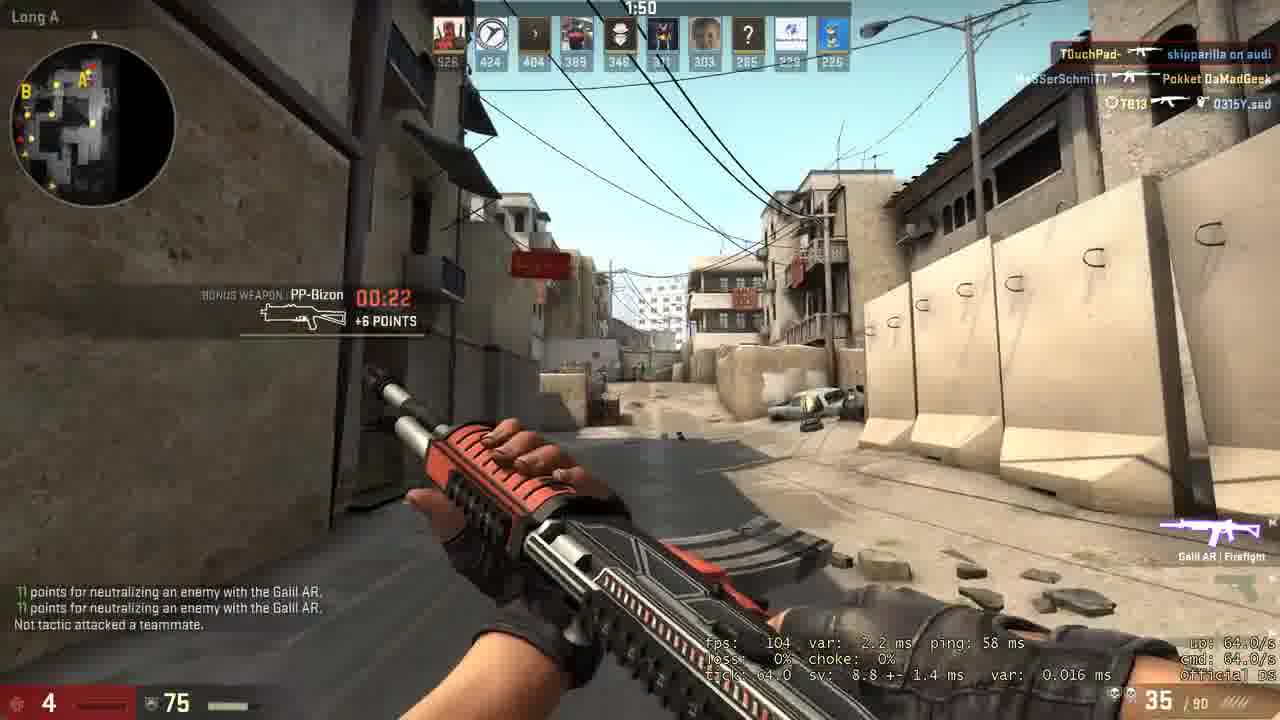 Long A
1:50
B
A
526 424 404 389 348 303 265 226
T0uchPad- skipparilla on audi
MeSSerSchmiTT Pokket DaMadGeek
TB13 0315Y.sad
BONUS WEAPON: PP-Bizon 00:22
+6 POINTS
Galil AR | Firefight
11 points for neutralizing an enemy with the Galil AR.
11 points for neutralizing an enemy with the Galil AR.
Not tactic attacked a teammate.
fps: 104 var: 2.2 ms ping: 58 ms
loss: 0% choke: 0%
tick: 64.0 sv: 8.8 +- 1.4 ms var: 0.016 ms
up: 64.0/s
cmd: 64.0/s
official DS
4 75
35 / 90